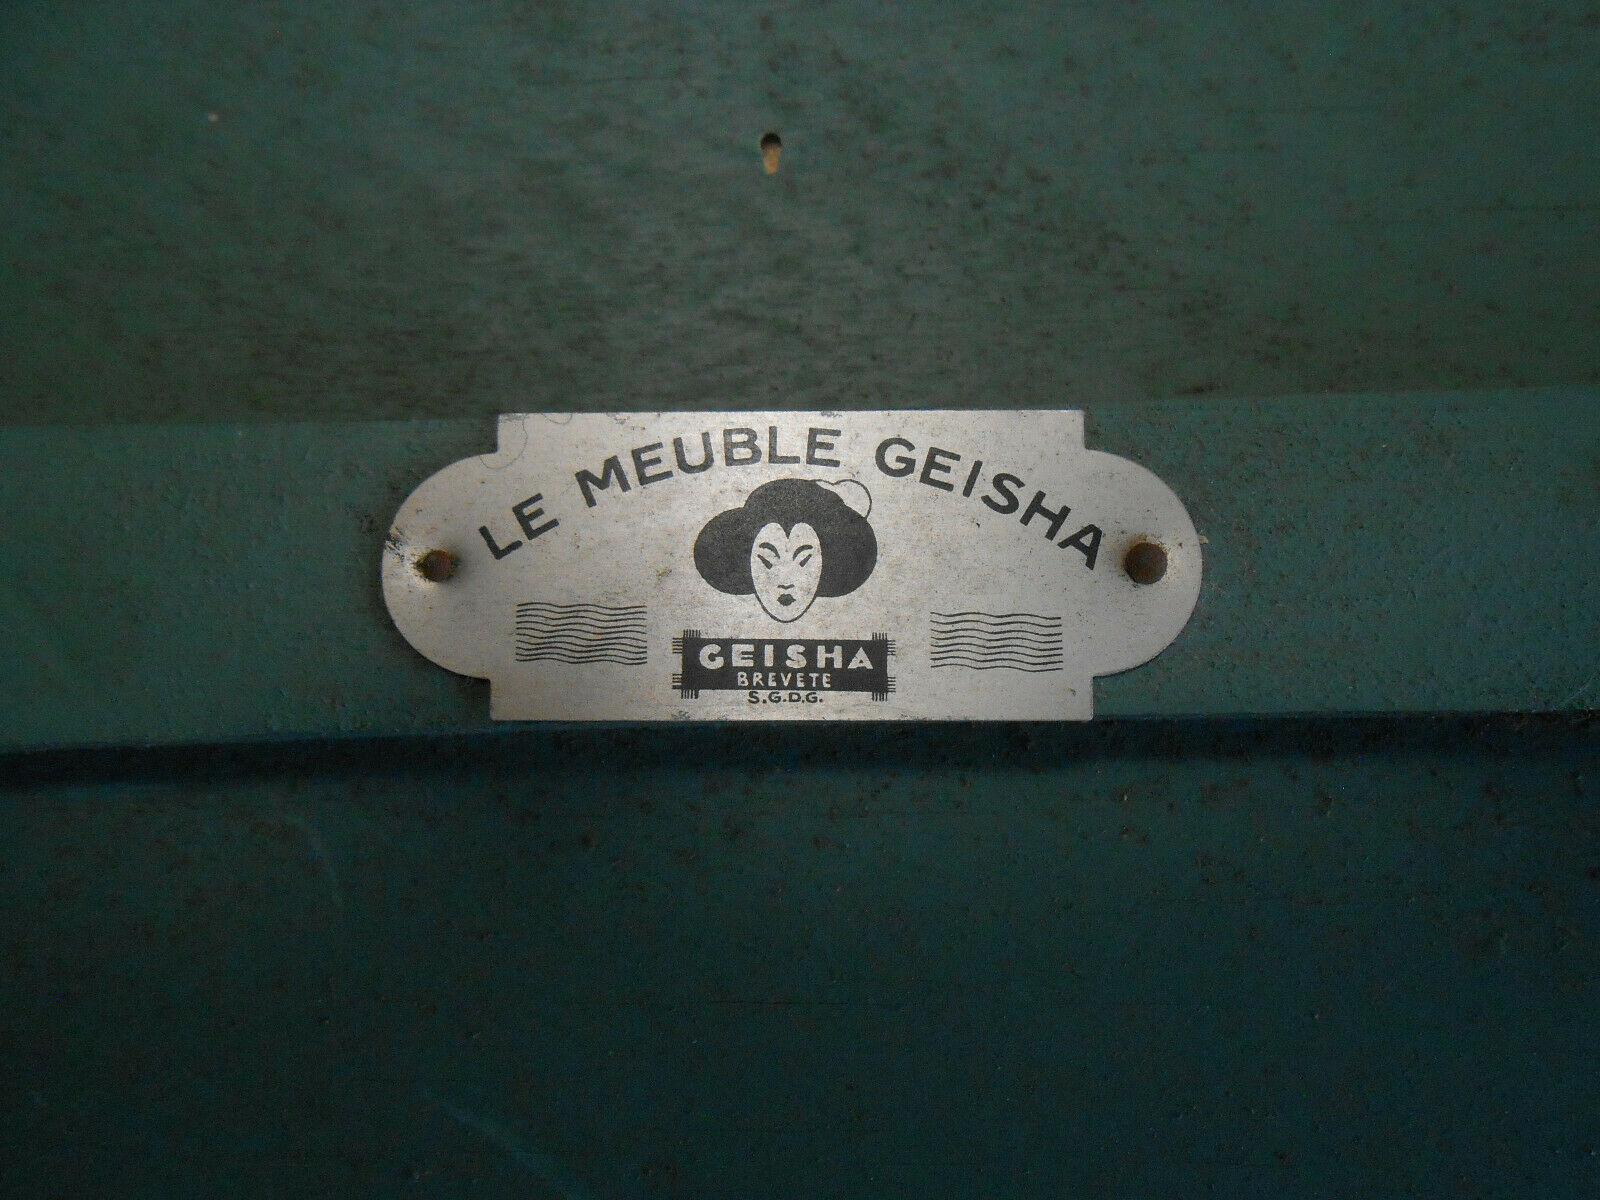 LE MEUBLE GEISHA
GEISHA
BREVETE
S.G.D.G.